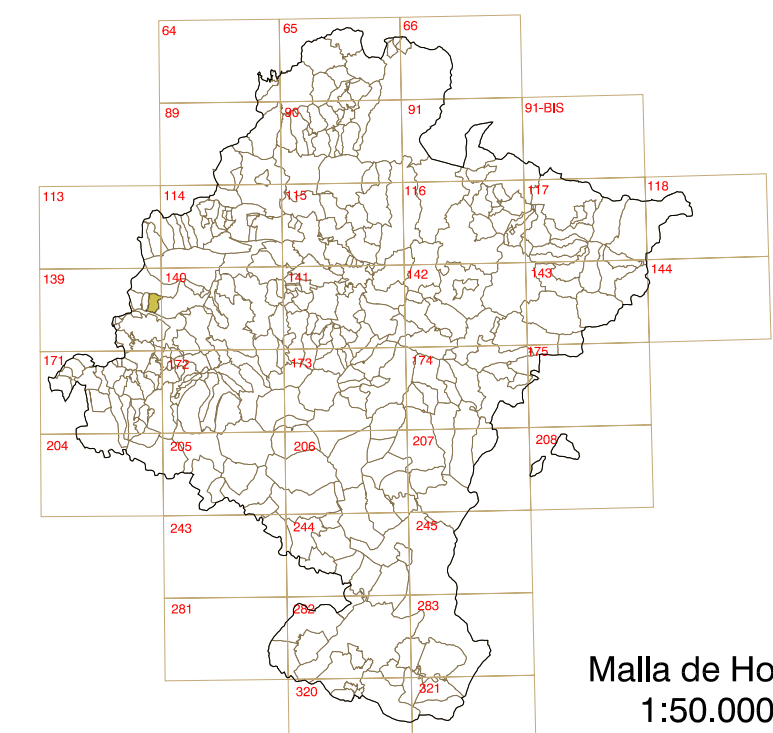 64 65 66
89 90 91 91-BIS
113 114 115 116 117 118
139 140 141 142 143 144
171 172 173 174 175
204 205 206 207 208
243 244 245
281 282 283
320 321
Malla de Ho
1:50.000